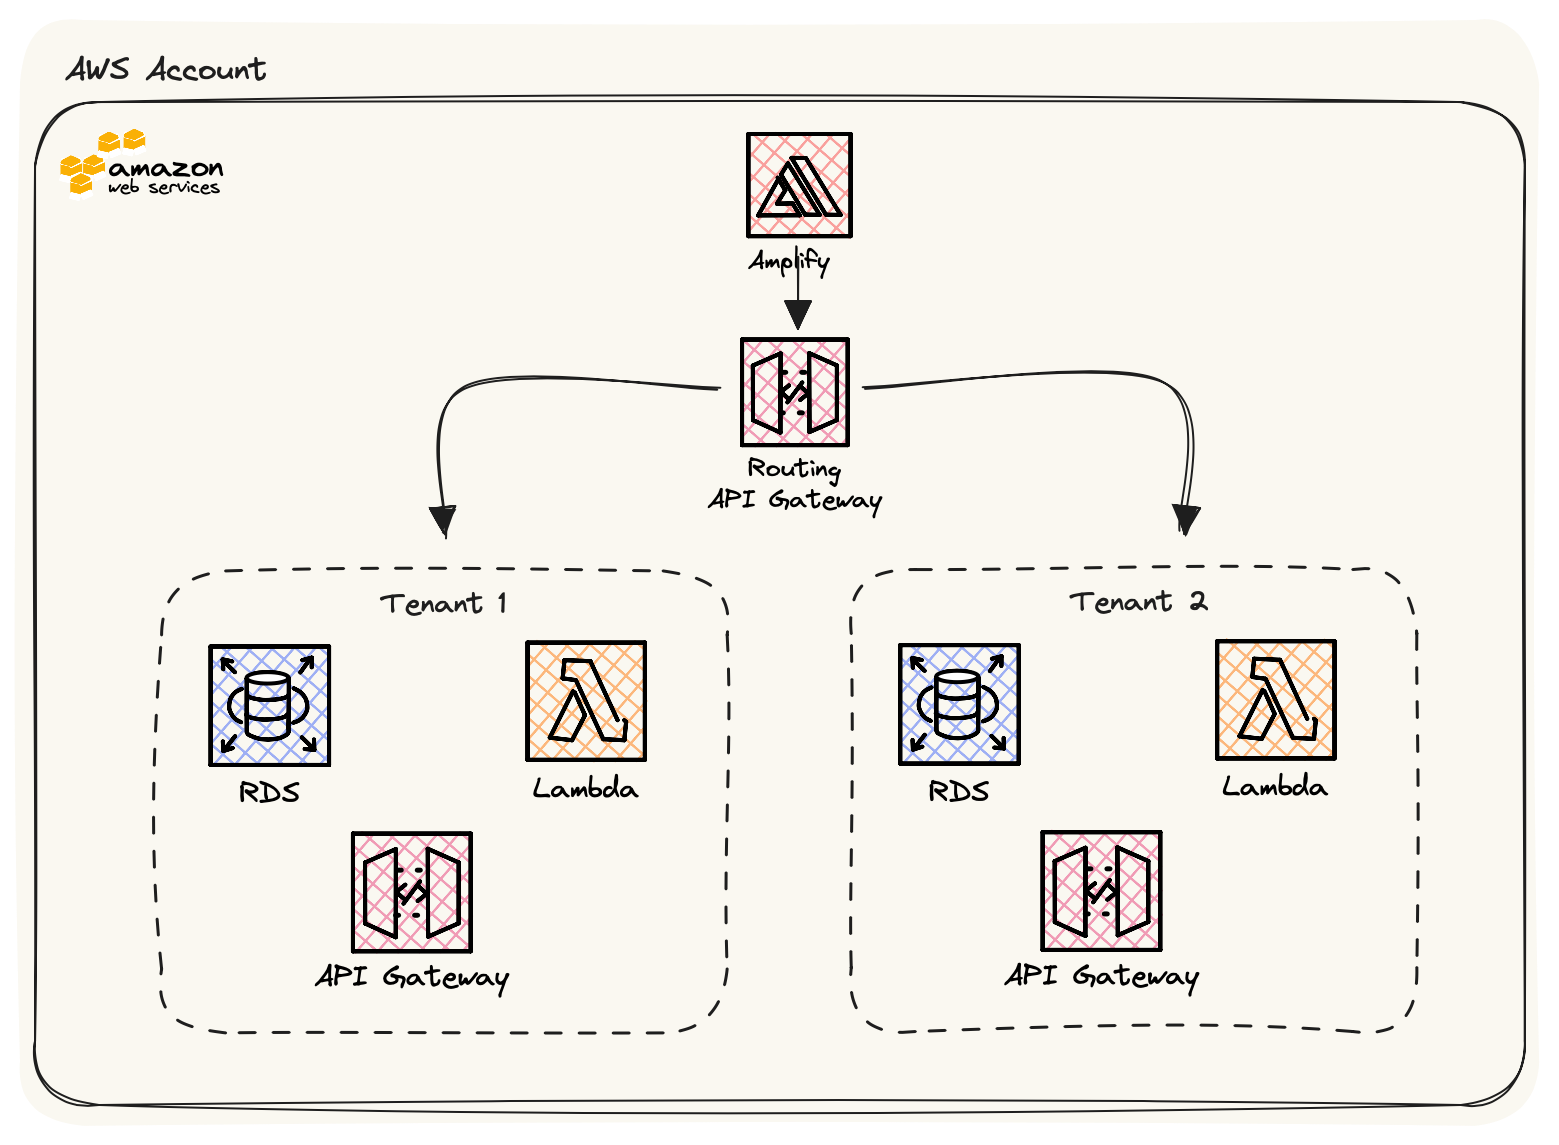 AWS Account
amazon
web services
Amplify
Routing
API Gateway
Tenant 1
RDS
Lambda
API Gateway
Tenant 2
RDS
Lambda
API Gateway